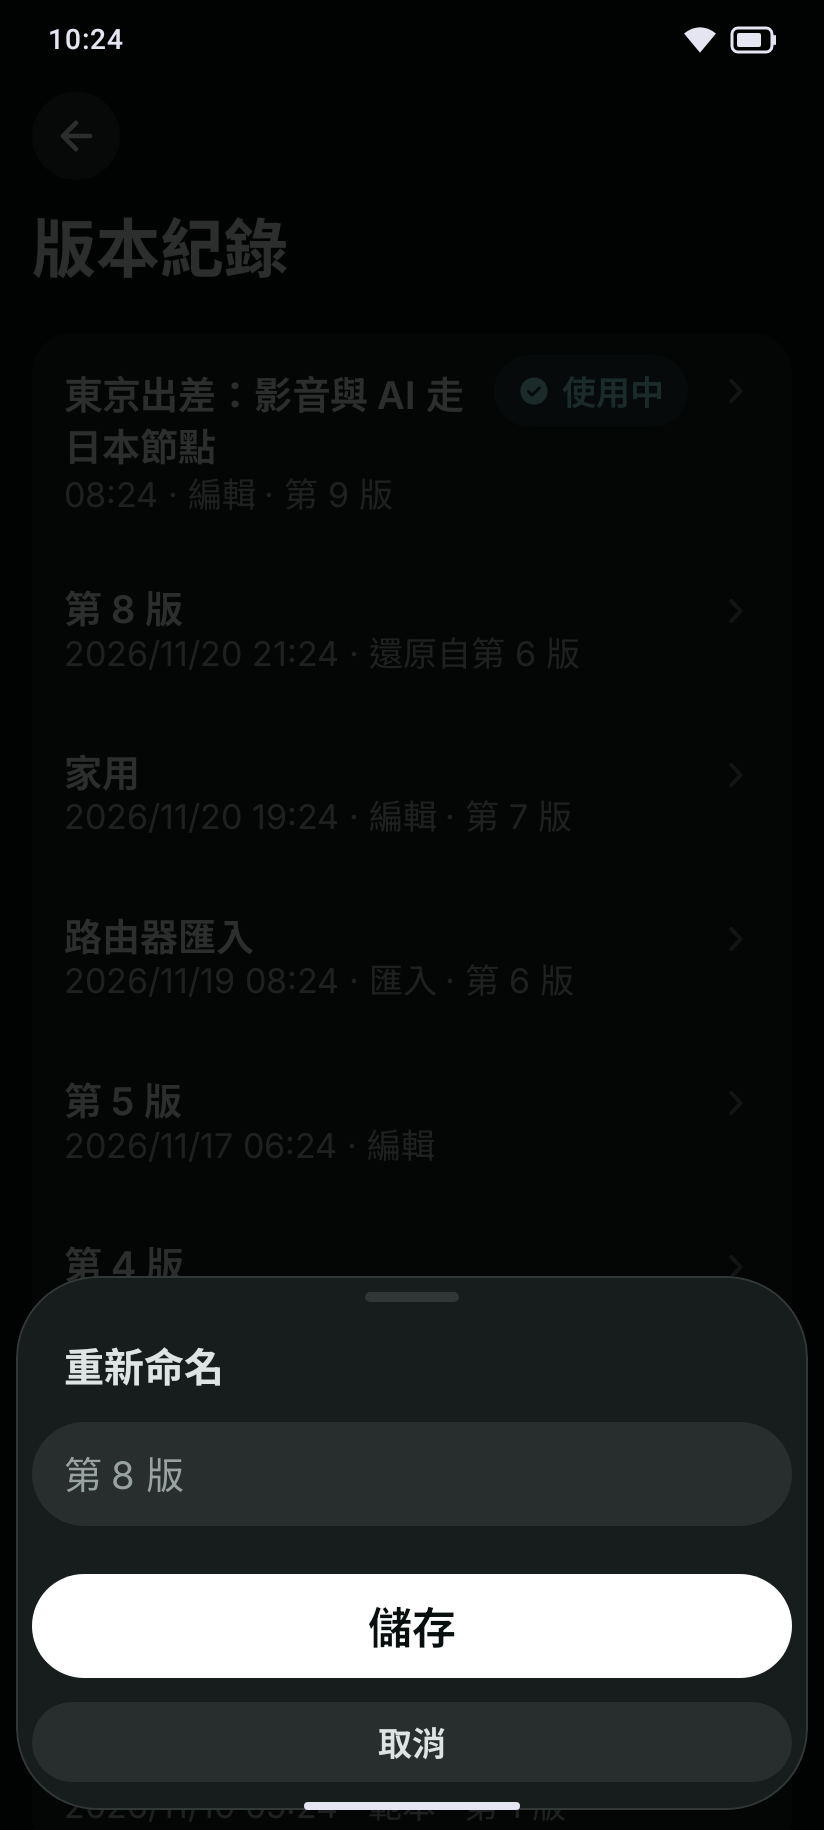 10:24
版本紀錄
東京出差：影音與 AI 走
日本節點
使用中
08:24 · 編輯 · 第 9 版
第 8 版
2026/11/20 21:24 · 還原自第 6 版
家用
2026/11/20 19:24 · 編輯 · 第 7 版
路由器匯入
2026/11/19 08:24 · 匯入 · 第 6 版
第 5 版
2026/11/17 06:24 · 編輯
第 4 版
重新命名
第 8 版
儲存
取消